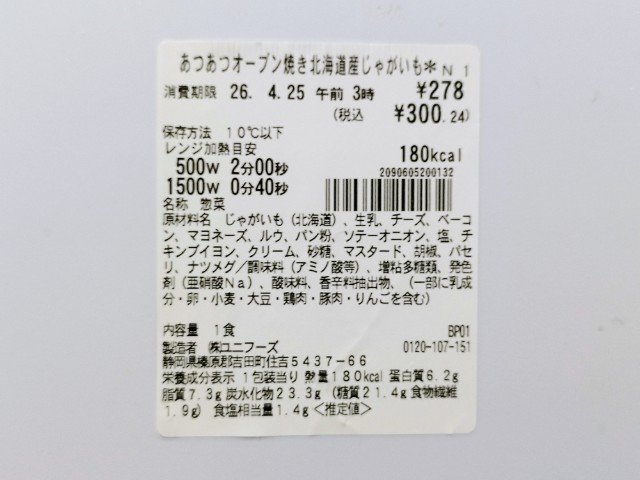 あつあつオーブン焼き北海道産じゃがいも＊Ｎ１
消費期限 26. 4.25 午前 3時 ¥278
(税込 ¥300.24)
保存方法 １０℃以下
レンジ加熱目安 180kcal
500W 2分00秒
2090605200132
1500W 0分40秒
名称 惣菜
原材料名 じゃがいも（北海道）、生乳、チーズ、ベーコ
ン、マヨネーズ、ルウ、パン粉、ソテーオニオン、塩、チ
キンブイヨン、クリーム、砂糖、マスタード、胡椒、パセ
リ、ナツメグ／調味料（アミノ酸等）、増粘多糖類、発色
剤（亜硝酸Ｎａ）、酸味料、香辛料抽出物、（一部に乳成
分・卵・小麦・大豆・鶏肉・豚肉・りんごを含む）
内容量 １食 BP01
製造者 ㈱ユニフーズ 0120-107-151
静岡県榛原郡吉田町住吉５４３７－６６
栄養成分表示 １包装当り 熱量１８０kcal 蛋白質６.２g
脂質７.３g 炭水化物２３.３g（糖質２１.４g 食物繊維
１.９g） 食塩相当量１.４g＜推定値＞